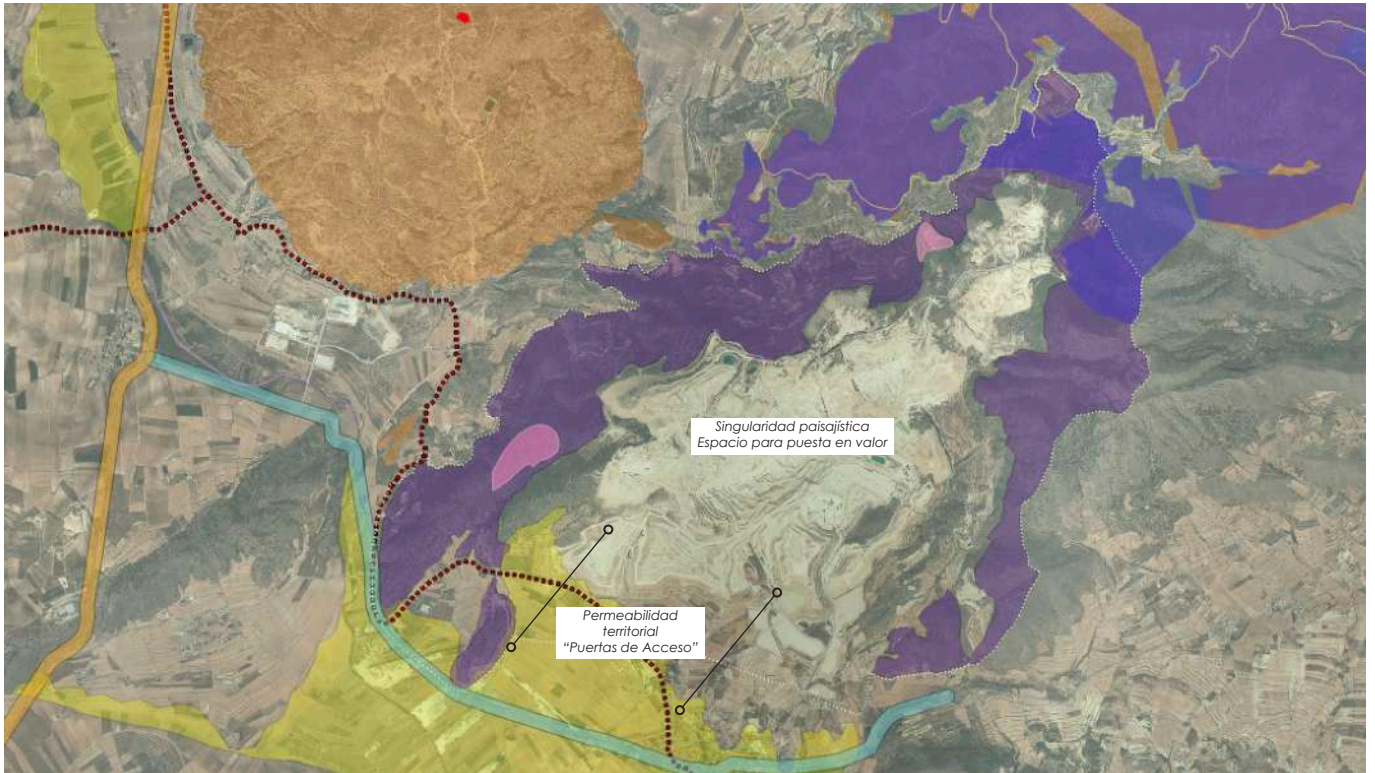 Singularidad paisajística
Espacio para puesta en valor
Permeabilidad
territorial
“Puertas de Acceso”